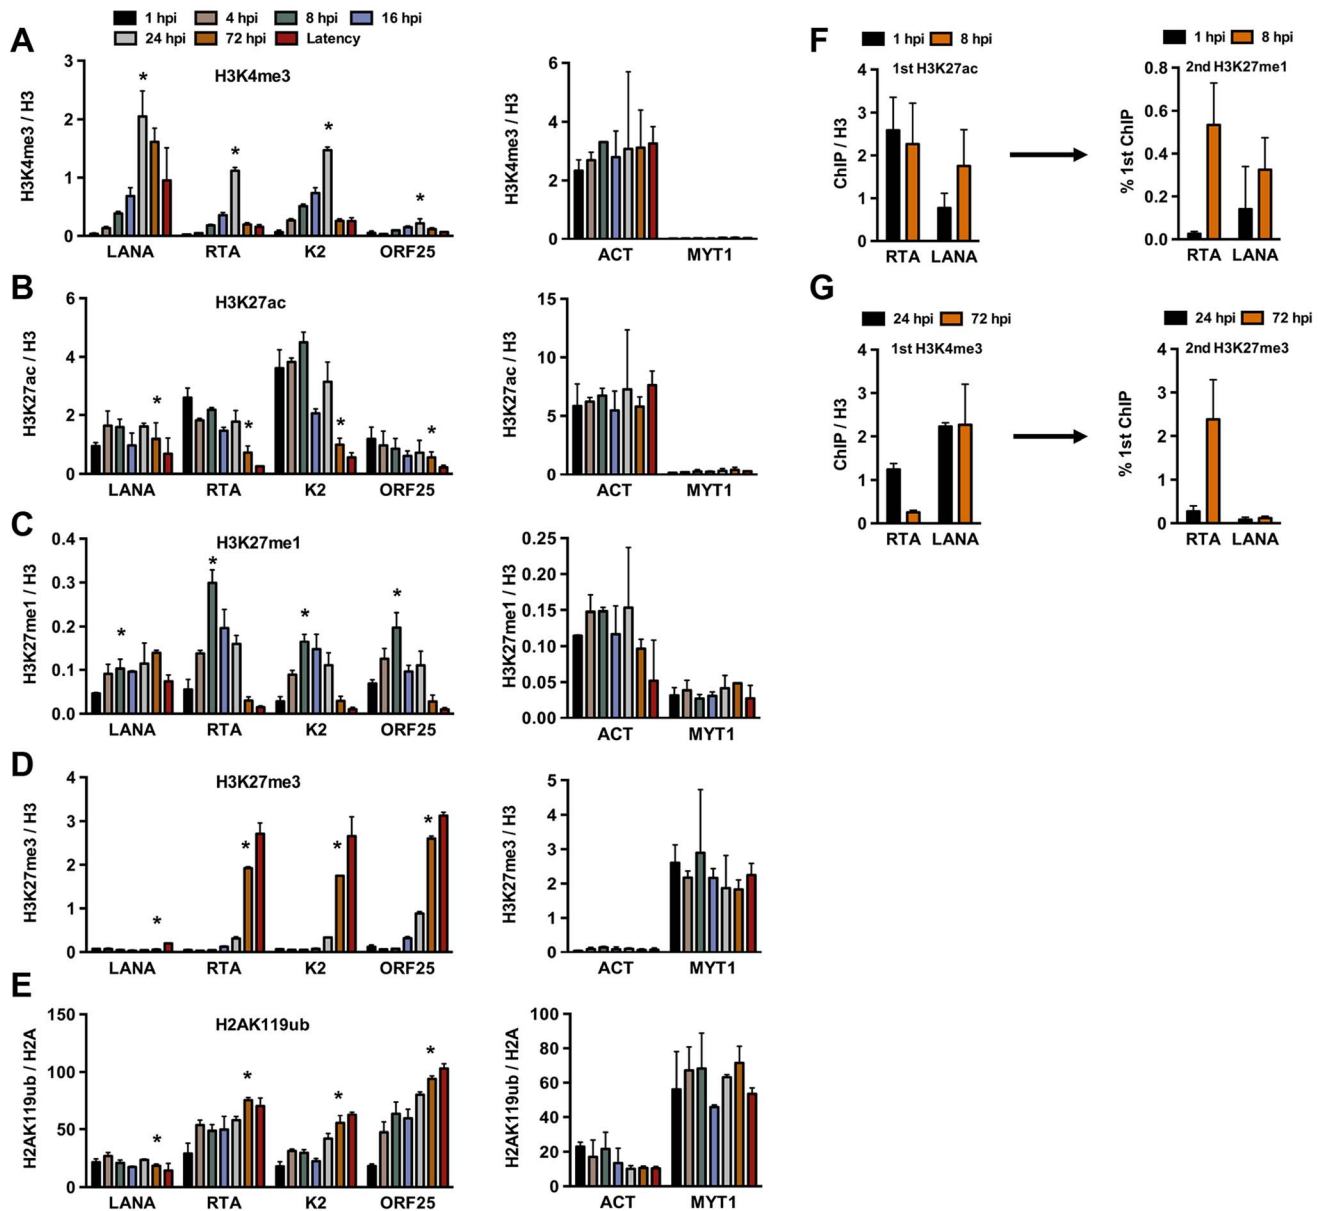 1 hpi 4 hpi 8 hpi 16 hpi
24 hpi 72 hpi Latency
A
H3K4me3
H3K4me3 / H3
3
2
1
0
LANA RTA K2 ORF25
* * * *
H3K4me3 / H3
6
4
2
0
ACT MYT1
B
H3K27ac
H3K27ac / H3
6
4
2
0
LANA RTA K2 ORF25
* * * *
H3K27ac / H3
15
10
5
0
ACT MYT1
C
H3K27me1
H3K27me1 / H3
0.4
0.3
0.2
0.1
0.0
LANA RTA K2 ORF25
* * * *
H3K27me1 / H3
0.25
0.20
0.15
0.10
0.05
0.00
ACT MYT1
D
H3K27me3
H3K27me3 / H3
4
3
2
1
0
LANA RTA K2 ORF25
* * * *
H3K27me3 / H3
5
4
3
2
1
0
ACT MYT1
E
H2AK119ub
H2AK119ub / H2A
150
100
50
0
LANA RTA K2 ORF25
* * * *
H2AK119ub / H2A
100
80
60
40
20
0
ACT MYT1
F
1 hpi 8 hpi
1st H3K27ac
ChIP / H3
4
3
2
1
0
RTA LANA
1 hpi 8 hpi
2nd H3K27me1
% 1st ChIP
0.8
0.6
0.4
0.2
0.0
RTA LANA
G
24 hpi 72 hpi
1st H3K4me3
ChIP / H3
4
3
2
1
0
RTA LANA
24 hpi 72 hpi
2nd H3K27me3
% 1st ChIP
4
3
2
1
0
RTA LANA